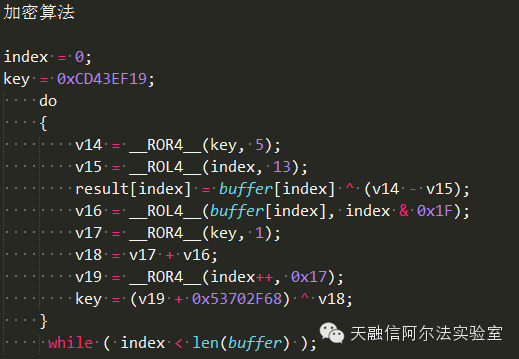 加密算法
index = 0;
key = 0xCD43EF19;
do
{
v14 = __ROR4__(key, 5);
v15 = __ROL4__(index, 13);
result[index] = buffer[index] ^ (v14 - v15);
v16 = __ROL4__(buffer[index], index & 0x1F);
v17 = __ROR4__(key, 1);
v18 = v17 + v16;
v19 = __ROR4__(index++, 0x17);
key = (v19 + 0x53702F68) ^ v18;
}
while ( index < len(buffer) );
天融信阿尔法实验室